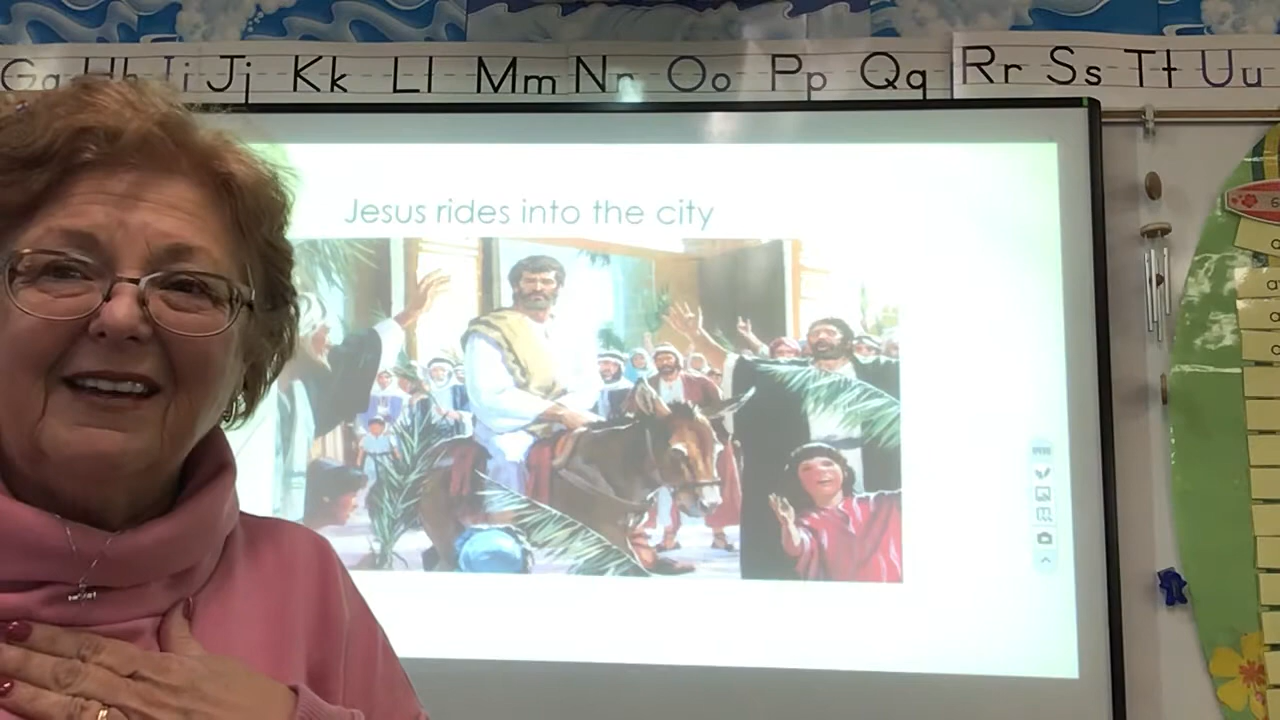 Gg Hh Ii Jj Kk Ll Mm Nn Oo Pp Qq Rr Ss Tt Uu
Jesus rides into the city